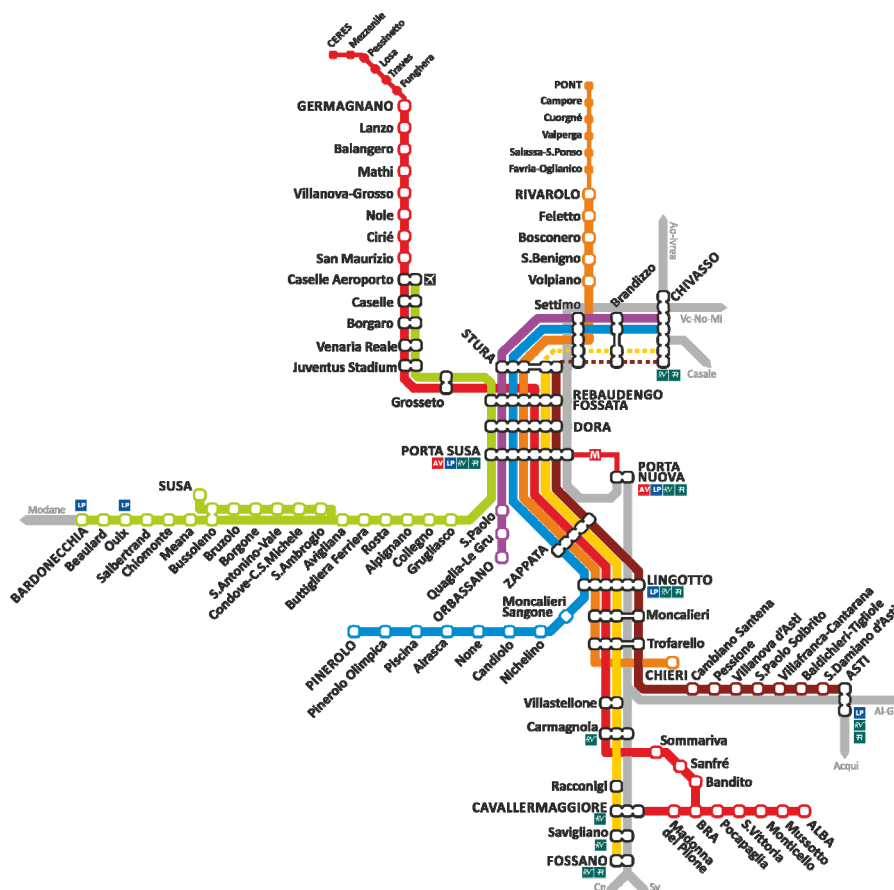 CERES
Mezzenile
Pessinetto
Losa
Traves
Funghera
GERMAGNANO
Lanzo
Balangero
Mathi
Villanova-Grosso
Nole
Cirié
San Maurizio
Caselle Aeroporto
Caselle
Borgaro
Venaria Reale
Juventus Stadium
Grosseto
PONT
Campore
Cuorgné
Valperga
Salassa-S.Ponso
Favria-Oglianico
RIVAROLO
Feletto
Bosconero
S.Benigno
Volpiano
Settimo
Brandizzo
CHIVASSO
Ao-Ivrea
Vc-No-Mi
Casale
RV R
STURA
REBAUDENGO
FOSSATA
DORA
PORTA SUSA
AV LP RV R
M
PORTA
NUOVA
AV LP RV R
SUSA
Modane
LP
LP
BARDONECCHIA
Beaulard
Oulx
Salbertrand
Chiomonte
Meana
Bussoleno
Bruzolo
Borgone
S.Antonino-Vaie
Condove-C.S.Michele
S.Ambrogio
Avigliana
Buttigliera Ferriera
Rosta
Alpignano
Collegno
Grugliasco
S.Paolo
Quaglia-Le Gru
ORBASSANO
ZAPPATA
LINGOTTO
LP RV R
Moncalieri
Sangone
PINEROLO
Pinerolo Olimpica
Piscina
Airasca
None
Candiolo
Nichelino
Moncalieri
Trofarello
CHIERI
Cambiano Santena
Pessione
Villanova d'Asti
S.Paolo Solbrito
Villafranca-Cantarana
Baldichieri-Tigliole
S.Damiano d'Asti
ASTI
Al-G
LP
RV
R
Acqui
Villastellone
Carmagnola
RV
Sommariva
Sanfré
Bandito
Racconigi
CAVALLERMAGGIORE
RV
Madonna
del Pilone
BRA
Pocapaglia
S.Vittoria
Monticello
Mussotto
ALBA
Savigliano
RV
FOSSANO
RV R
Cn
Sv